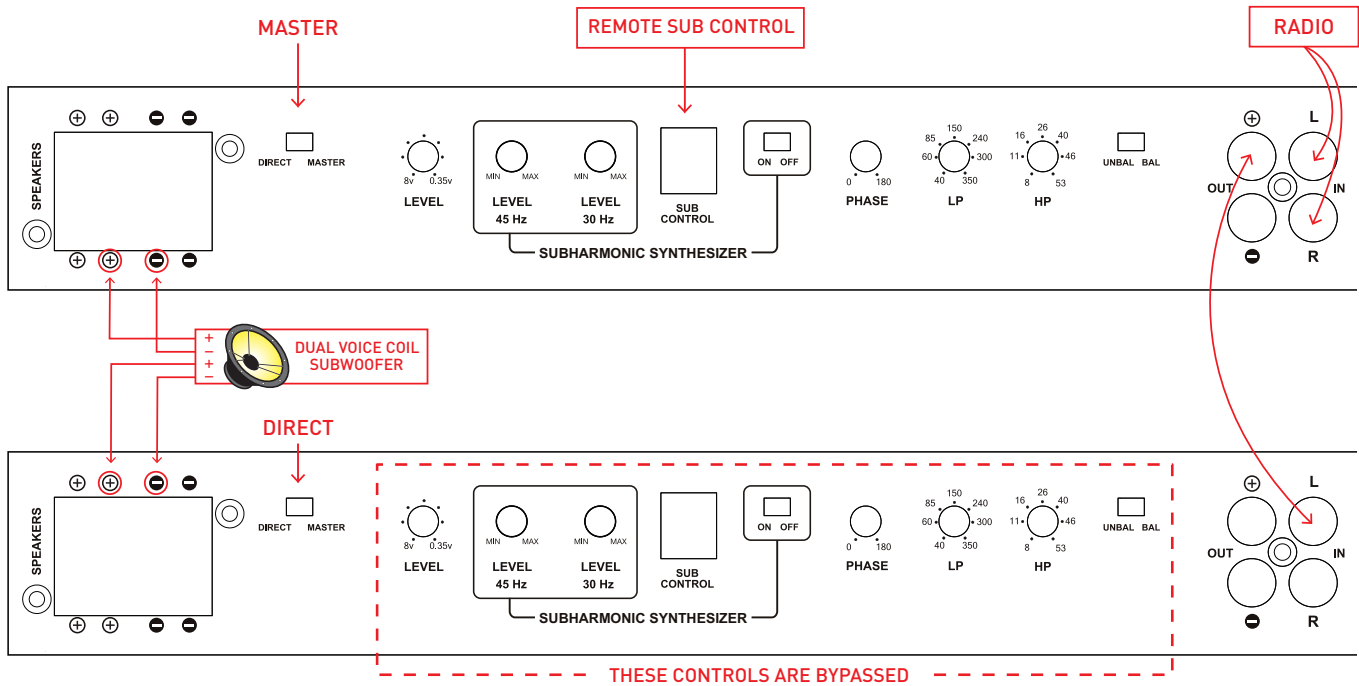 MASTER
REMOTE SUB CONTROL
RADIO
⊕ ⊕ ⊖ ⊖
SPEAKERS
DIRECT MASTER
8v 0.35v
LEVEL
MIN MAX
LEVEL
45 Hz
MIN MAX
LEVEL
30 Hz
SUB
CONTROL
ON OFF
SUBHARMONIC SYNTHESIZER
0 180
PHASE
40 60 85 150 240 300 350
LP
8 11 16 26 40 46 53
HP
UNBAL BAL
⊕ L
OUT IN
⊖ R
⊕ ⊕ ⊖ ⊖
+
−
+
−
DUAL VOICE COIL
SUBWOOFER
DIRECT
⊕ ⊕ ⊖ ⊖
SPEAKERS
DIRECT MASTER
8v 0.35v
LEVEL
MIN MAX
LEVEL
45 Hz
MIN MAX
LEVEL
30 Hz
SUB
CONTROL
ON OFF
SUBHARMONIC SYNTHESIZER
0 180
PHASE
40 60 85 150 240 300 350
LP
8 11 16 26 40 46 53
HP
UNBAL BAL
⊕ L
OUT IN
⊖ R
⊕ ⊕ ⊖ ⊖
THESE CONTROLS ARE BYPASSED